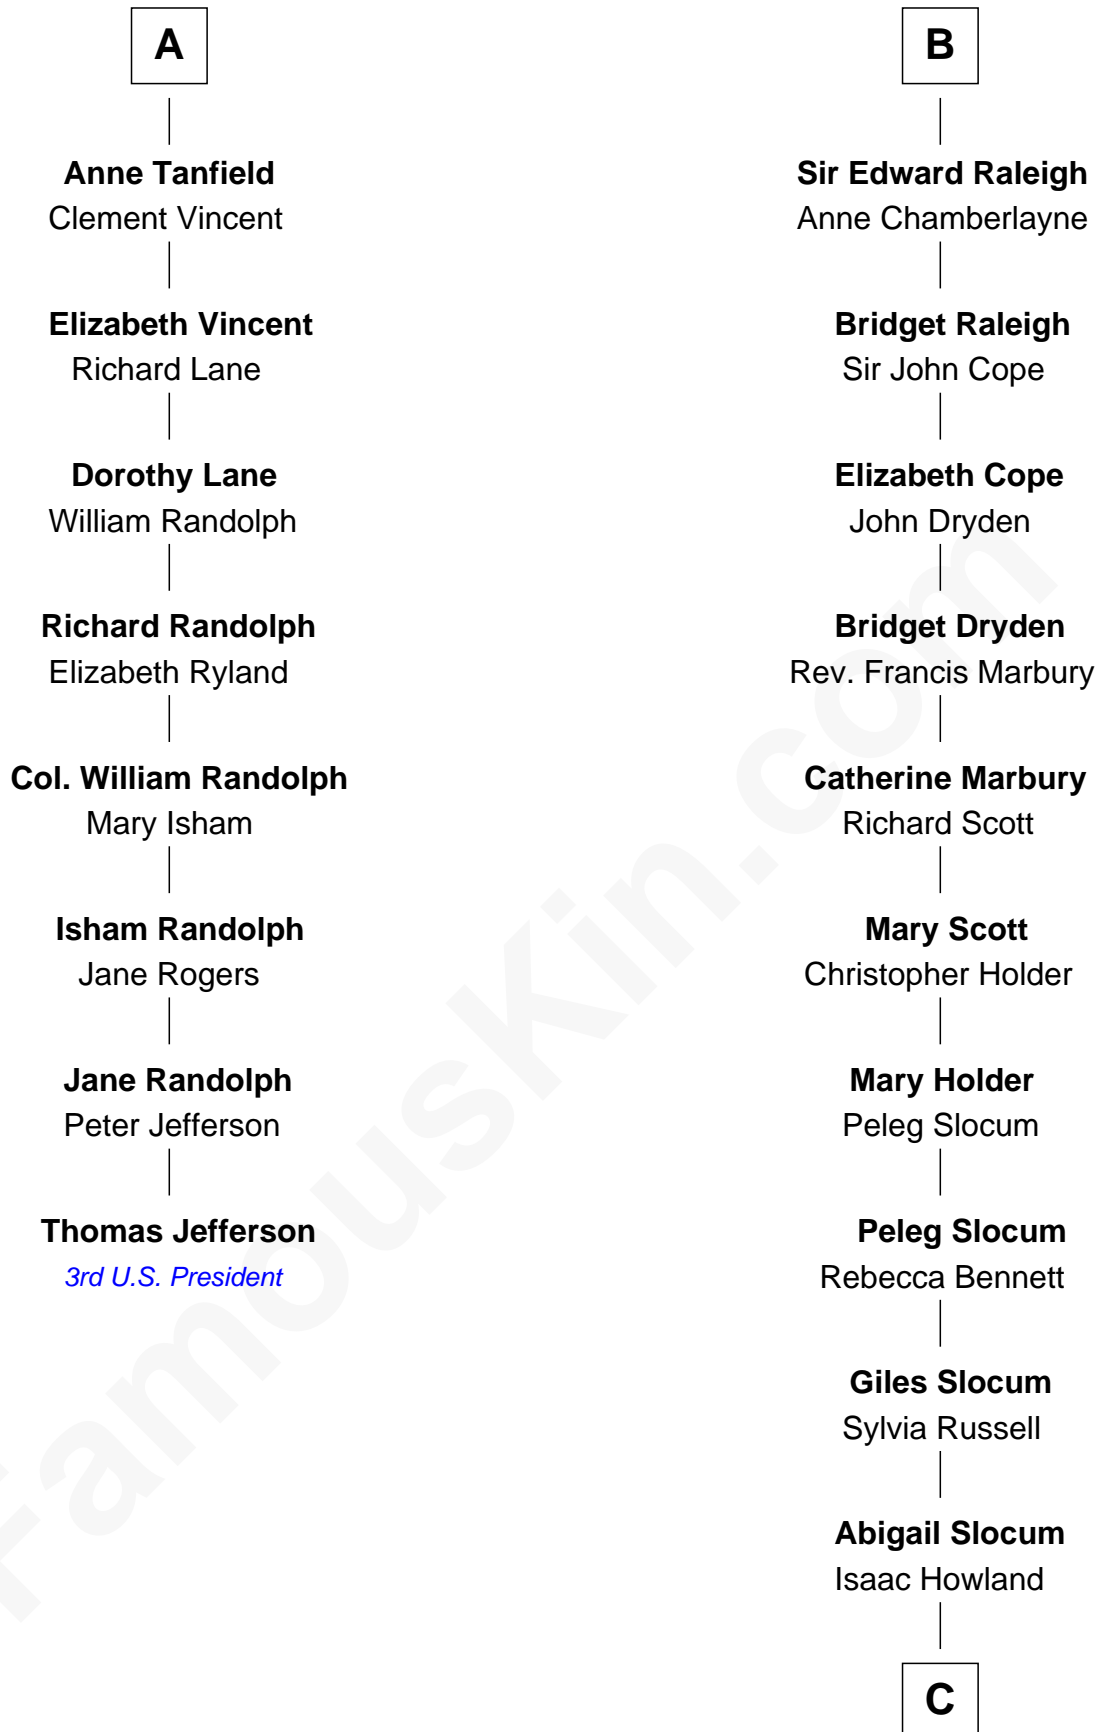 A
Anne Tanfield
Clement Vincent
Elizabeth Vincent
Richard Lane
Dorothy Lane
William Randolph
Richard Randolph
Elizabeth Ryland
Col. William Randolph
Mary Isham
Isham Randolph
Jane Rogers
Jane Randolph
Peter Jefferson
Thomas Jefferson
3rd U.S. President
B
Sir Edward Raleigh
Anne Chamberlayne
Bridget Raleigh
Sir John Cope
Elizabeth Cope
John Dryden
Bridget Dryden
Rev. Francis Marbury
Catherine Marbury
Richard Scott
Mary Scott
Christopher Holder
Mary Holder
Peleg Slocum
Peleg Slocum
Rebecca Bennett
Giles Slocum
Sylvia Russell
Abigail Slocum
Isaac Howland
C
FamousKin.com